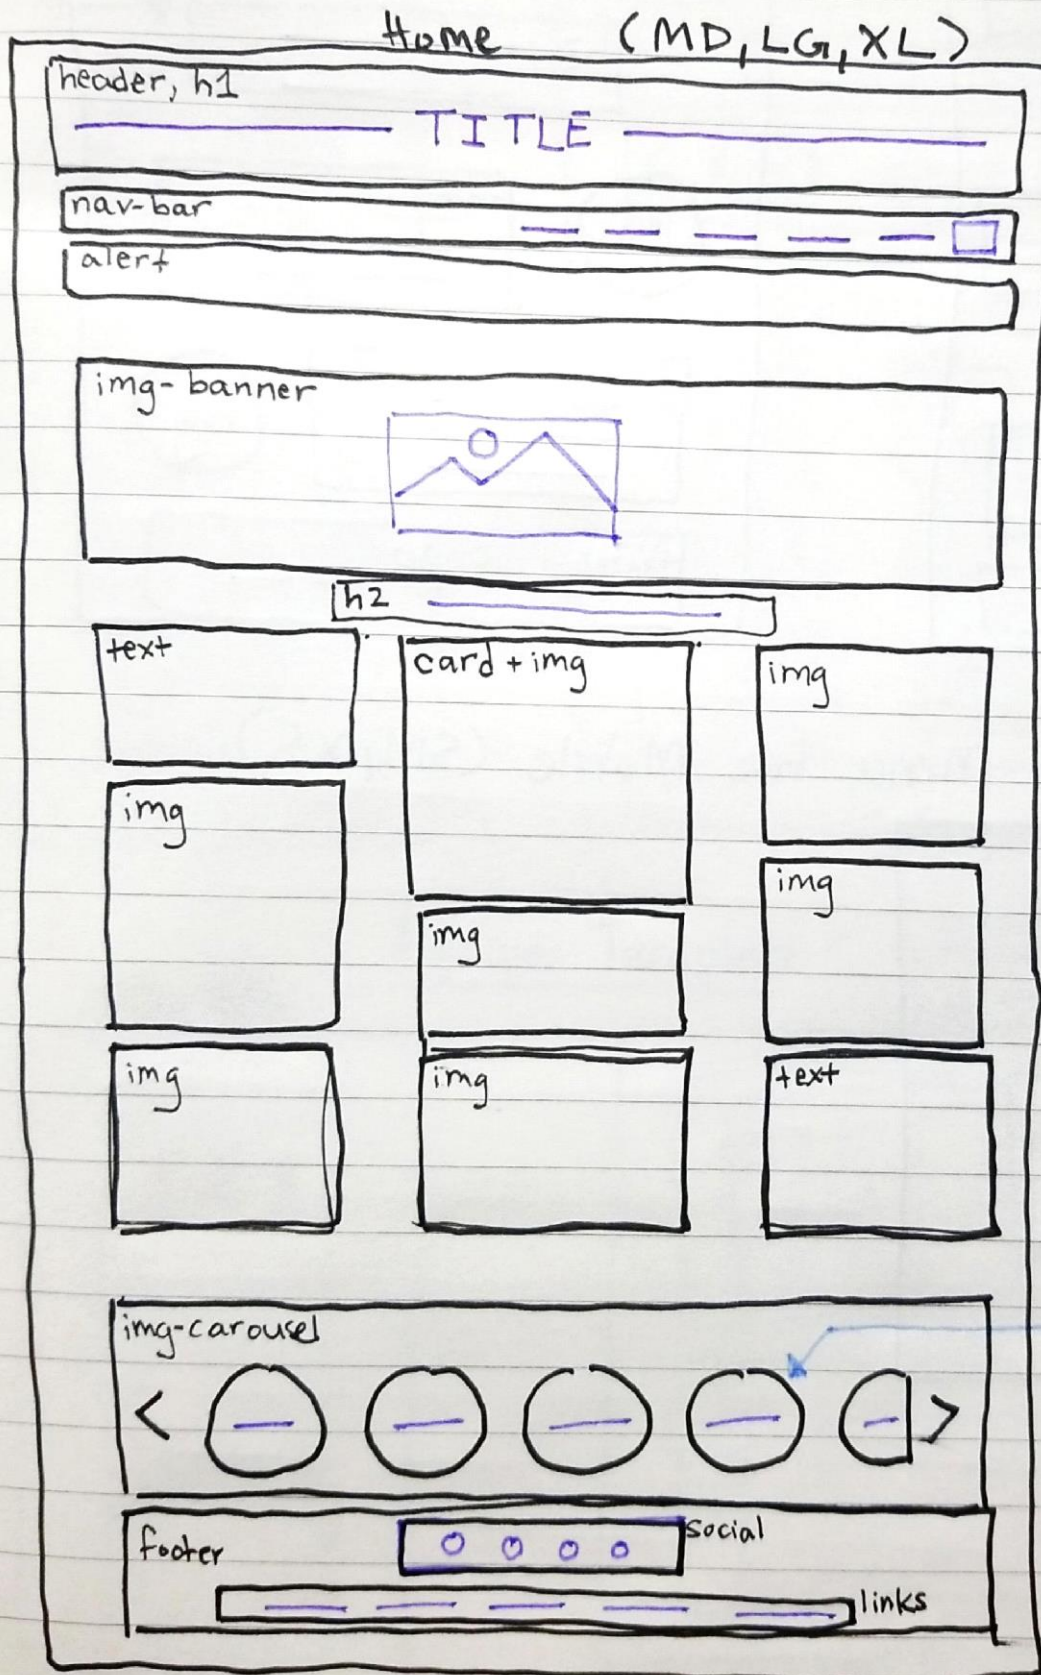 Home (MD, LG, XL)
header, h1
TITLE
nav-bar
alert
img-banner
h2
text
card + img
img
img
img
img
img
img
text
img-carousel
< >
social
footer
links